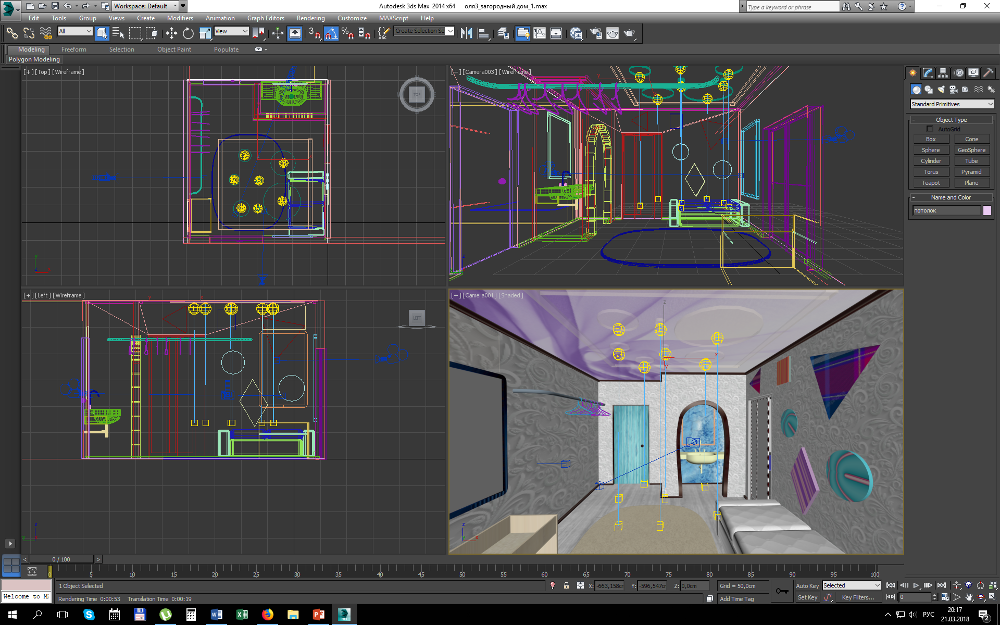 Workspace: Default
Autodesk 3ds Max 2014 x64 оля3_загородный дом_1.max
Type a keyword or phrase
Edit Tools Group Views Create Modifiers Animation Graph Editors Rendering Customize MAXScript Help
All
View
3
ABC
Create Selection Se
Modeling Freeform Selection Object Paint Populate
Polygon Modeling
[+] [Top] [Wireframe]
TOP
[+] [Camera003] [Wireframe]
Standard Primitives
- Object Type
AutoGrid
Box Cone
Sphere GeoSphere
Cylinder Tube
Torus Pyramid
Teapot Plane
- Name and Color
потолок
[+] [Left] [Wireframe]
LEFT
[+] [Camera001] [Shaded]
< 0 / 100 >
0 5 10 15 20 25 30 35 40 45 50 55 60 65 70 75 80 85 90 95 100
1 Object Selected
X: -663,158cm Y: -596,547cm Z: 0,0cm
Grid = 50,0cm
Auto Key
Selected
Welcome to M
Rendering Time 0:00:53 Translation Time 0:00:19
Add Time Tag
Set Key
Key Filters...
0
РУС
20:17
21.03.2018
2